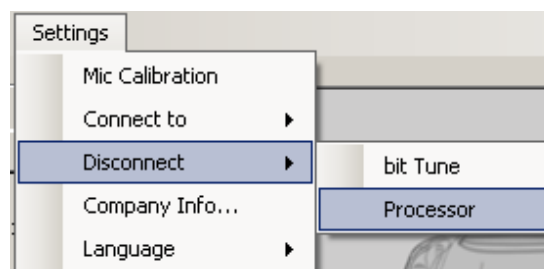 Settings
Mic Calibration
Connect to
Disconnect
bit Tune
Company Info...
Processor
Language